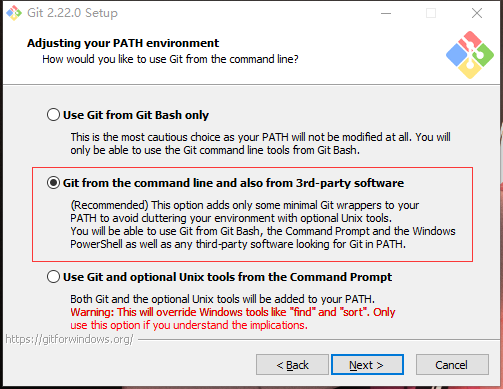 Git 2.22.0 Setup
Adjusting your PATH environment
How would you like to use Git from the command line?
Use Git from Git Bash only
This is the most cautious choice as your PATH will not be modified at all. You will
only be able to use the Git command line tools from Git Bash.
Git from the command line and also from 3rd-party software
(Recommended) This option adds only some minimal Git wrappers to your
PATH to avoid cluttering your environment with optional Unix tools.
You will be able to use Git from Git Bash, the Command Prompt and the Windows
PowerShell as well as any third-party software looking for Git in PATH.
Use Git and optional Unix tools from the Command Prompt
Both Git and the optional Unix tools will be added to your PATH.
Warning: This will override Windows tools like "find" and "sort". Only
use this option if you understand the implications.
https://gitforwindows.org/
< Back
Next >
Cancel